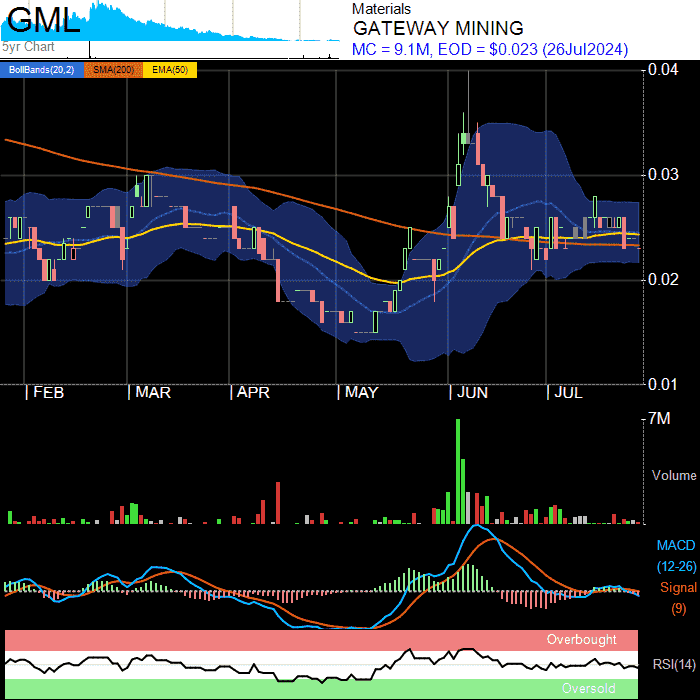 GML
5yr Chart
Materials
GATEWAY MINING
MC = 9.1M, EOD = $0.023 (26Jul2024)
BollBands(20,2) SMA(200) EMA(50)
0.04
0.03
0.02
0.01
FEB MAR APR MAY JUN JUL
7M
Volume
MACD
(12-26)
Signal
(9)
Overbought
RSI(14)
Oversold